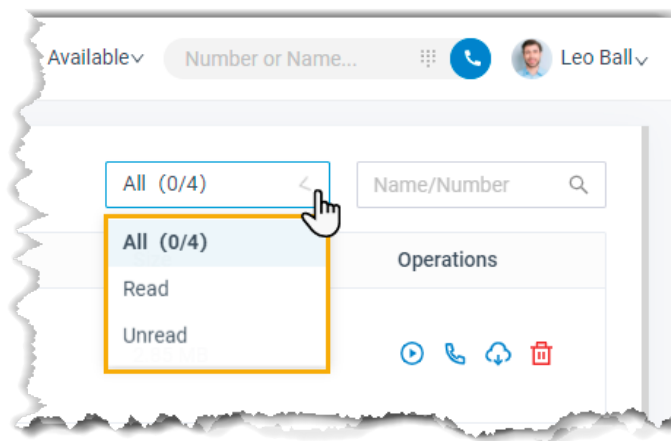 Available
Number or Name...
Leo Ball
All (0/4)
Name/Number
All (0/4)
Operations
Read
Unread